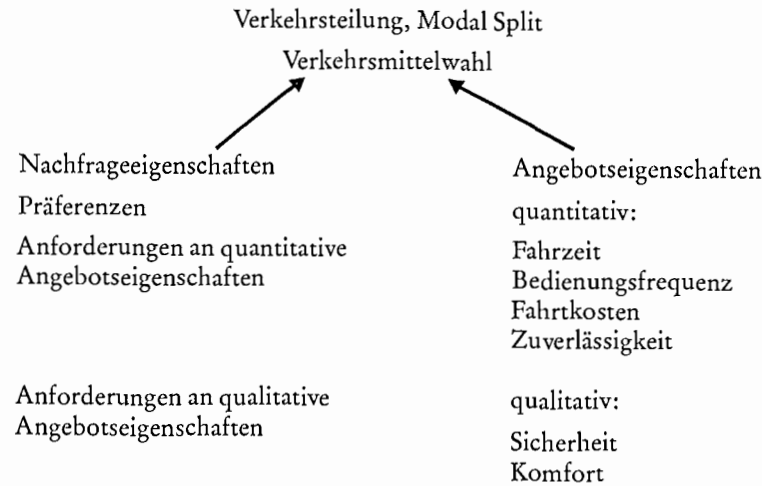 Verkehrsteilung, Modal Split
Verkehrsmittelwahl
Nachfrageeigenschaften
Präferenzen
Anforderungen an quantitative
Angebotseigenschaften
Anforderungen an qualitative
Angebotseigenschaften
Angebotseigenschaften
quantitativ:
Fahrzeit
Bedienungsfrequenz
Fahrtkosten
Zuverlässigkeit
qualitativ:
Sicherheit
Komfort